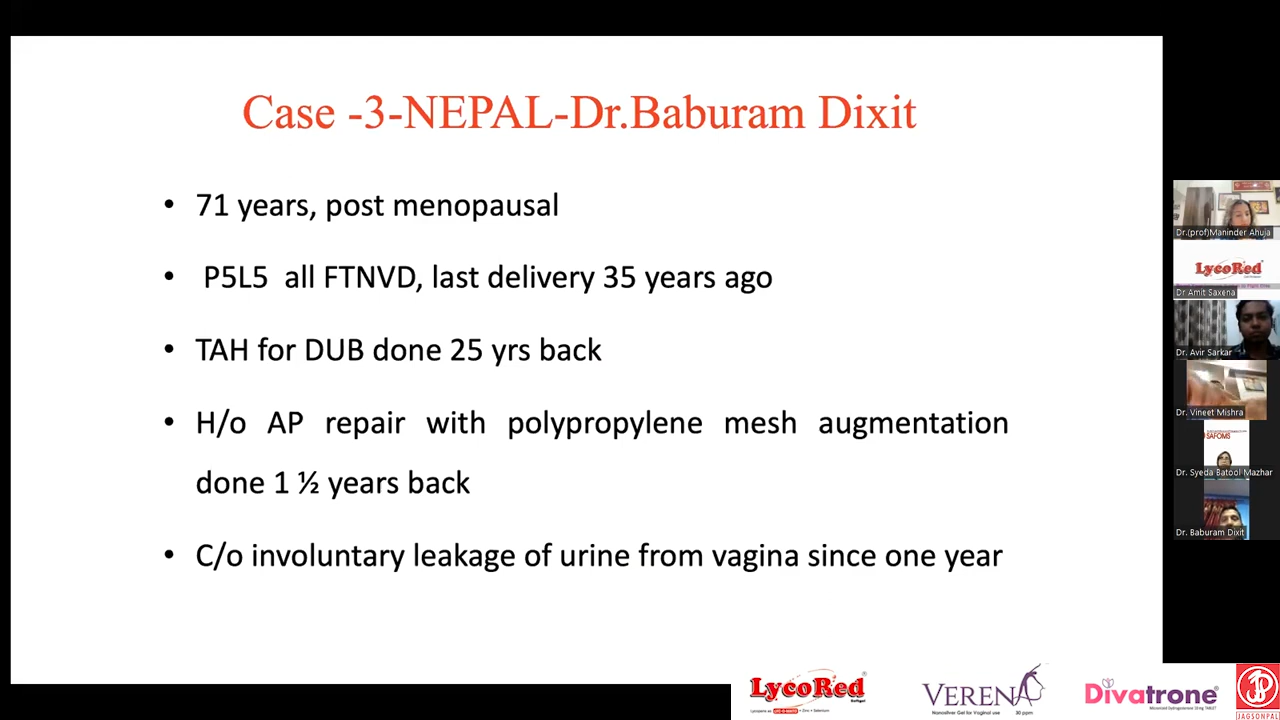 Case -3-NEPAL-Dr.Baburam Dixit
• 71 years, post menopausal
• P5L5 all FTNVD, last delivery 35 years ago
• TAH for DUB done 25 yrs back
• H/o AP repair with polypropylene mesh augmentation
done 1 ½ years back
• C/o involuntary leakage of urine from vagina since one year
Dr.(prof)Maninder Ahuja
LycoRed
Dr Amit Saxena
Dr. Avir Sarkar
Dr. Vineet Mishra
SAFOMS
Dr. Syeda Batool Mazhar
Dr. Baburam Dixit
LycoRed
Softgel
VERENA
Nanosilver Gel for Vaginal use 30 ppm
Divatrone
JAGSONPAL